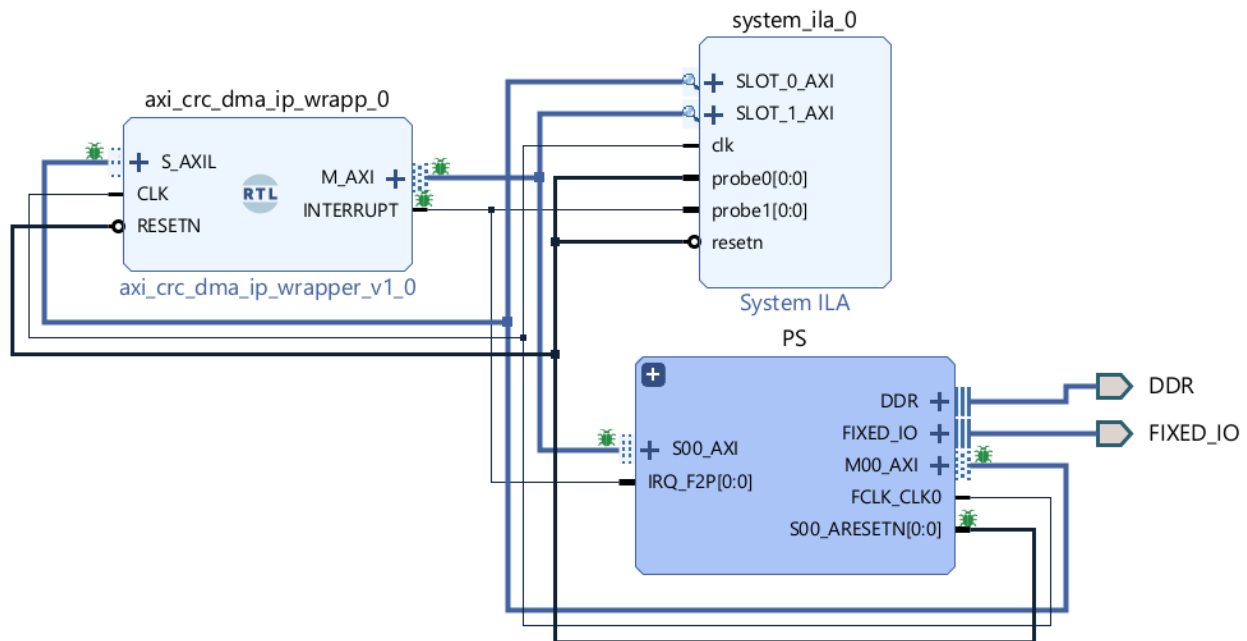 system_ila_0
SLOT_0_AXI
SLOT_1_AXI
clk
probe0[0:0]
probe1[0:0]
resetn
System ILA
axi_crc_dma_ip_wrapp_0
S_AXIL
CLK
RESETN
RTL
M_AXI
INTERRUPT
axi_crc_dma_ip_wrapper_v1_0
PS
S00_AXI
IRQ_F2P[0:0]
DDR
FIXED_IO
M00_AXI
FCLK_CLK0
S00_ARESETN[0:0]
DDR
FIXED_IO